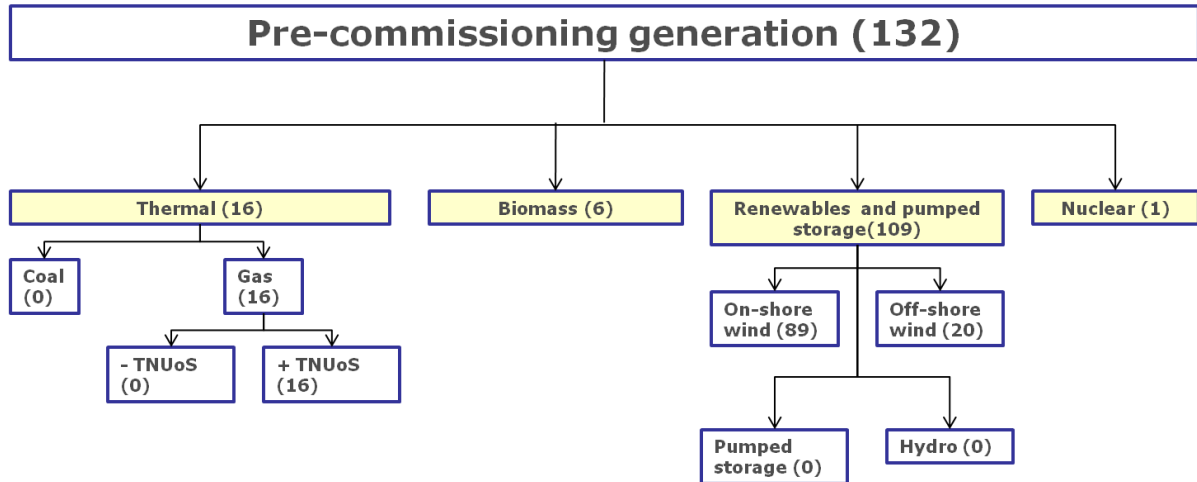 Pre-commissioning generation (132)
Thermal (16)
Biomass (6)
Renewables and pumped
storage(109)
Nuclear (1)
Coal
(0)
Gas
(16)
On-shore
wind (89)
Off-shore
wind (20)
- TNUoS
(0)
+ TNUoS
(16)
Pumped
storage (0)
Hydro (0)